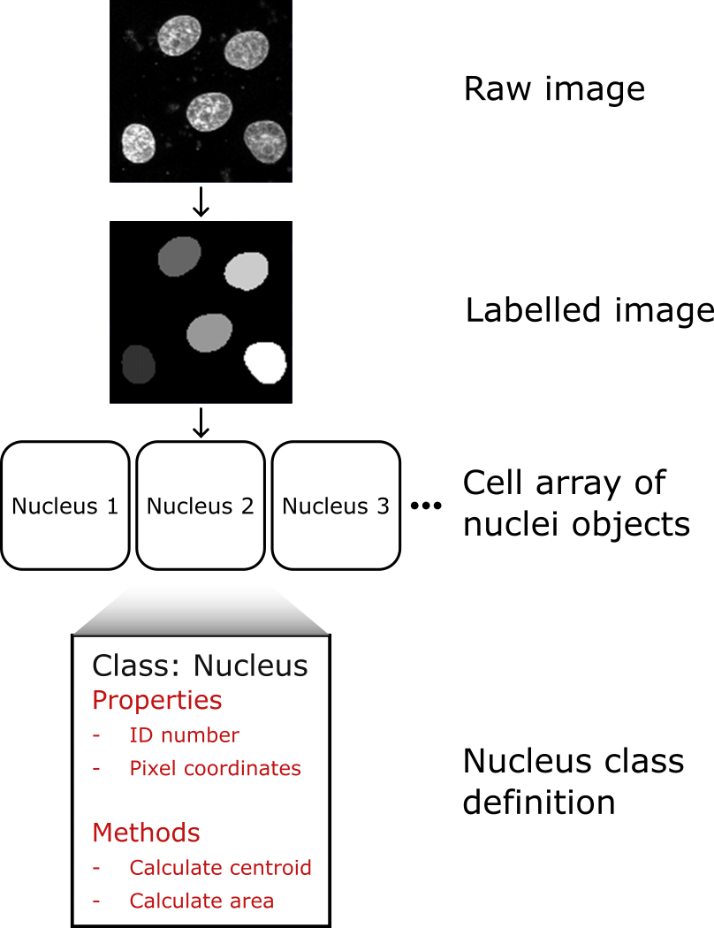 Raw image
Labelled image
Nucleus 1
Nucleus 2
Nucleus 3
•••
Cell array of
nuclei objects
Class: Nucleus
Properties
- ID number
- Pixel coordinates
Methods
- Calculate centroid
- Calculate area
Nucleus class
definition